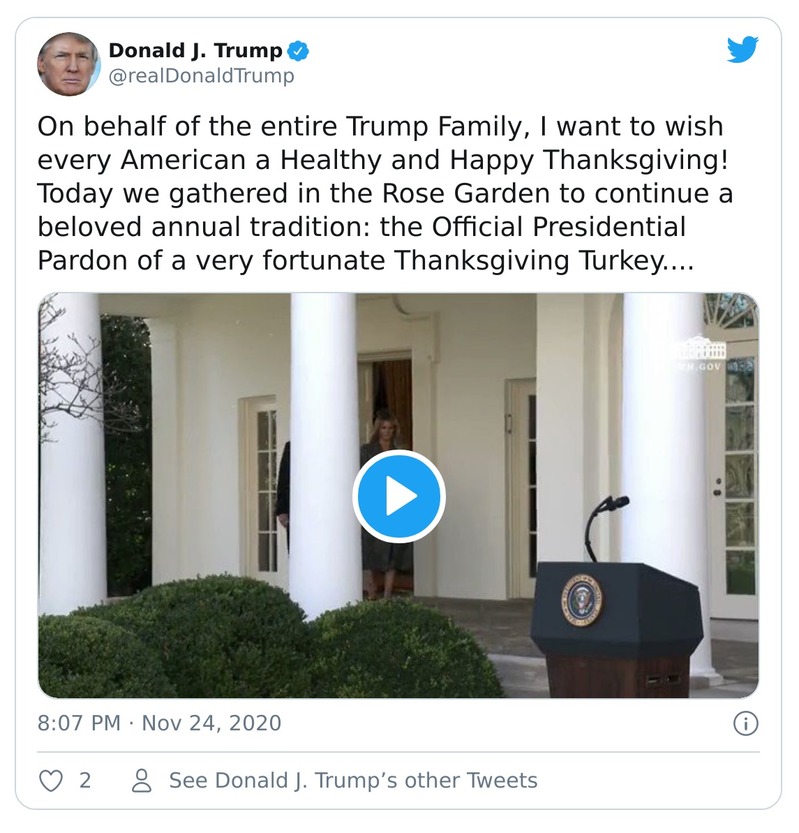 Donald J. Trump
@realDonaldTrump
On behalf of the entire Trump Family, I want to wish
every American a Healthy and Happy Thanksgiving!
Today we gathered in the Rose Garden to continue a
beloved annual tradition: the Official Presidential
Pardon of a very fortunate Thanksgiving Turkey....
WH.GOV
8:07 PM · Nov 24, 2020
2
See Donald J. Trump’s other Tweets